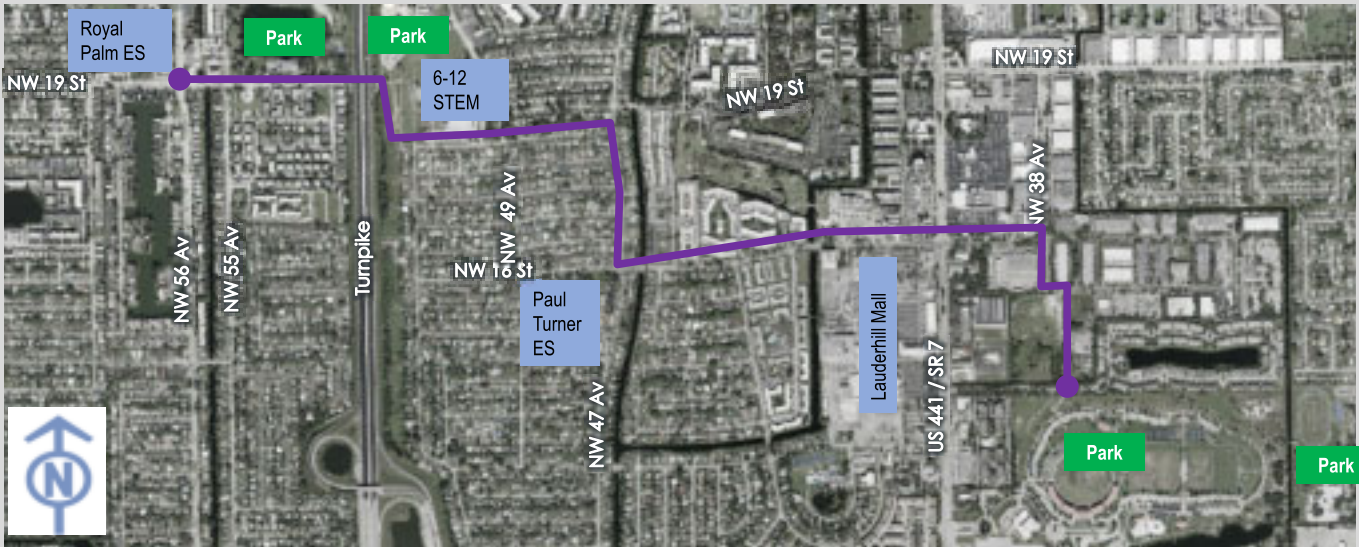 Royal
Palm ES
Park
Park
NW 19 St
6-12
STEM
NW 19 St
NW 19 St
NW 38 Av
NW 49 Av
NW 56 Av
NW 55 Av
Turnpike
NW 16 St
Paul
Turner
ES
Lauderhill Mall
US 441 / SR 7
NW 47 Av
N
Park
Park